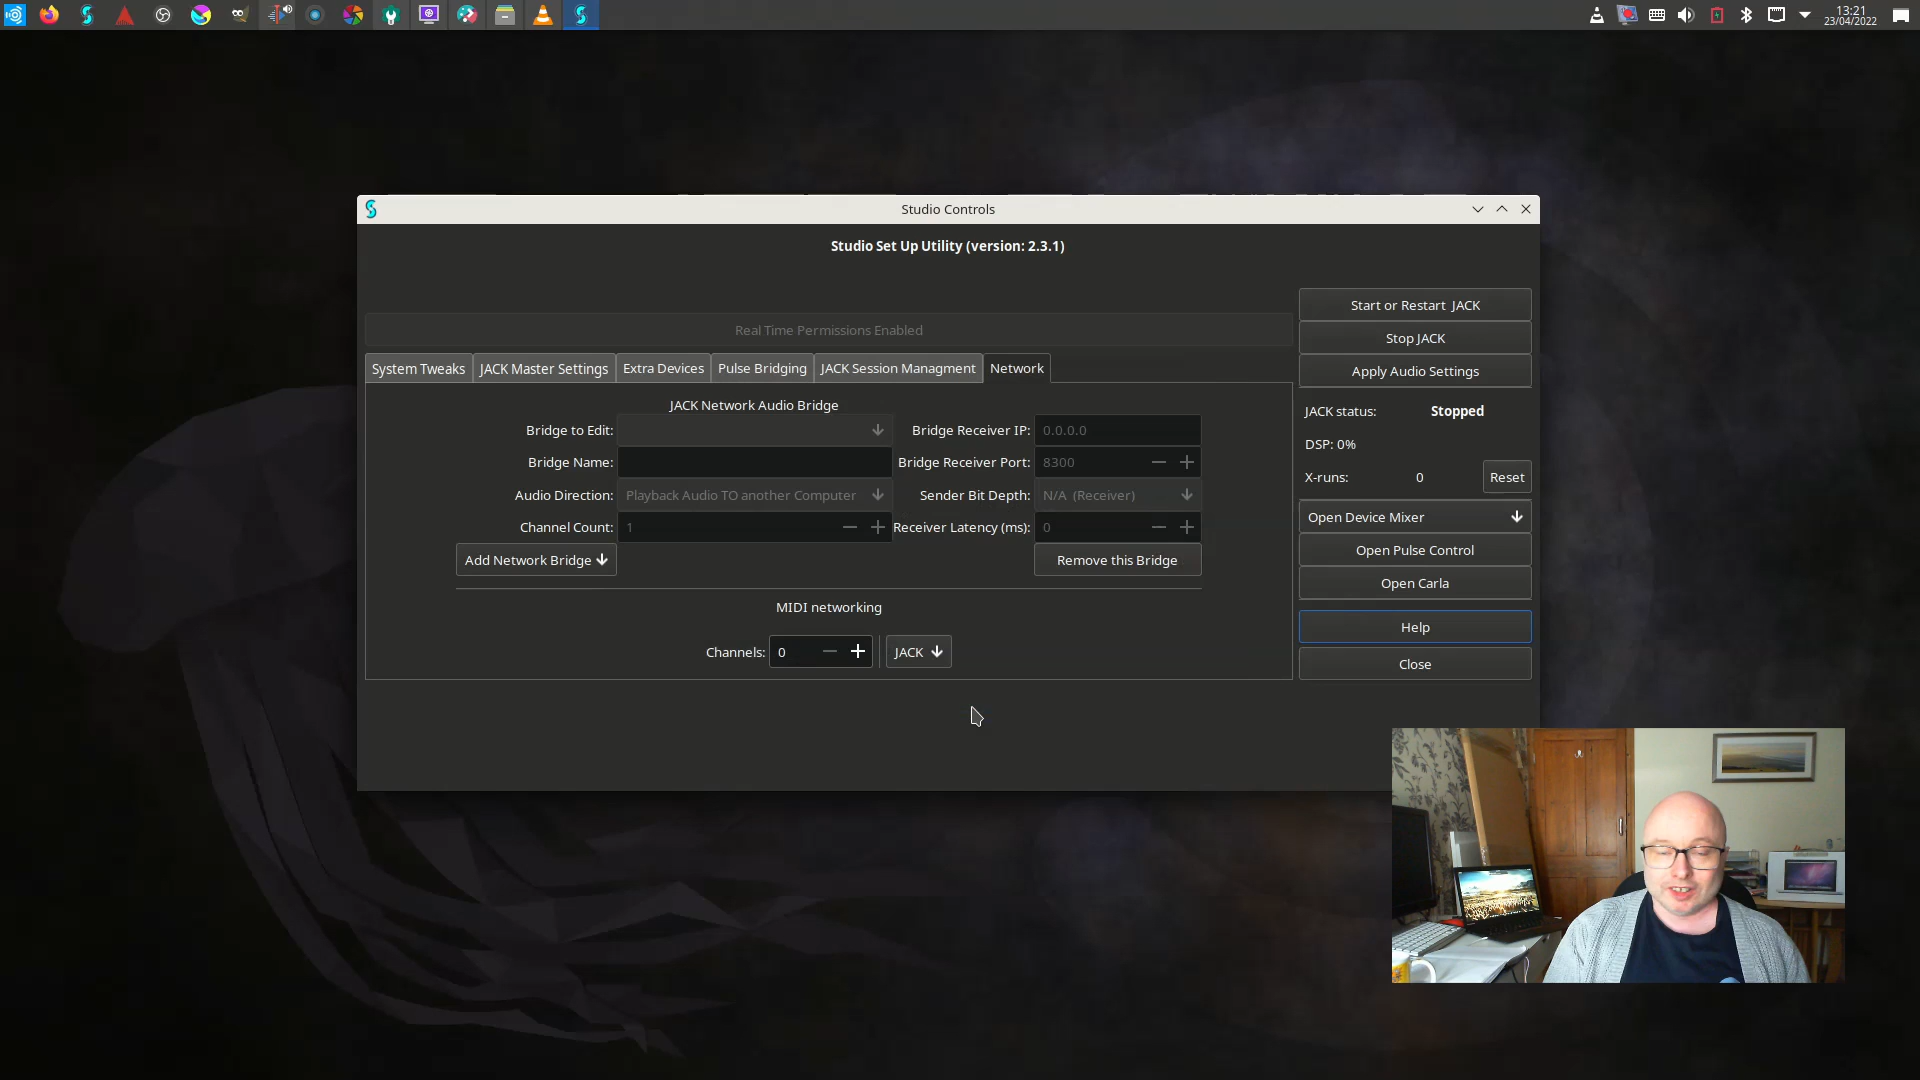 13:21
23/04/2022
Studio Controls
Studio Set Up Utility (version: 2.3.1)
Real Time Permissions Enabled
System Tweaks JACK Master Settings Extra Devices Pulse Bridging JACK Session Managment Network
JACK Network Audio Bridge
Bridge to Edit: Bridge Receiver IP: 0.0.0.0
Bridge Name: Bridge Receiver Port: 8300
Audio Direction: Playback Audio TO another Computer Sender Bit Depth: N/A (Receiver)
Channel Count: 1 Receiver Latency (ms): 0
Add Network Bridge Remove this Bridge
MIDI networking
Channels: 0 JACK
Start or Restart JACK
Stop JACK
Apply Audio Settings
JACK status: Stopped
DSP: 0%
X-runs: 0 Reset
Open Device Mixer
Open Pulse Control
Open Carla
Help
Close